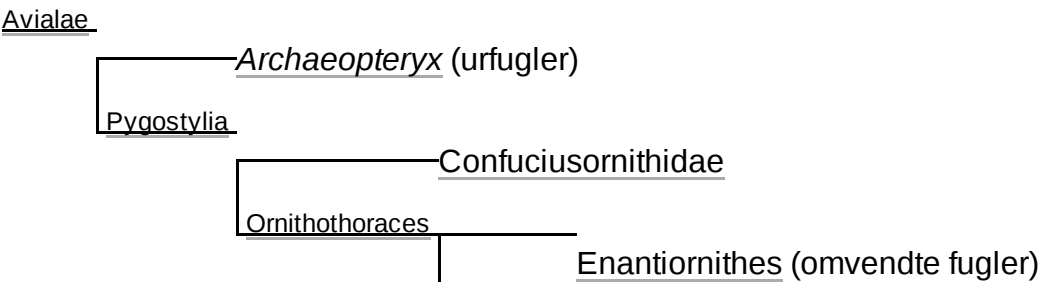 Avialae
Archaeopteryx (urfugler)
Pygostylia
Confuciusornithidae
Ornithothoraces
Enantiornithes (omvendte fugler)